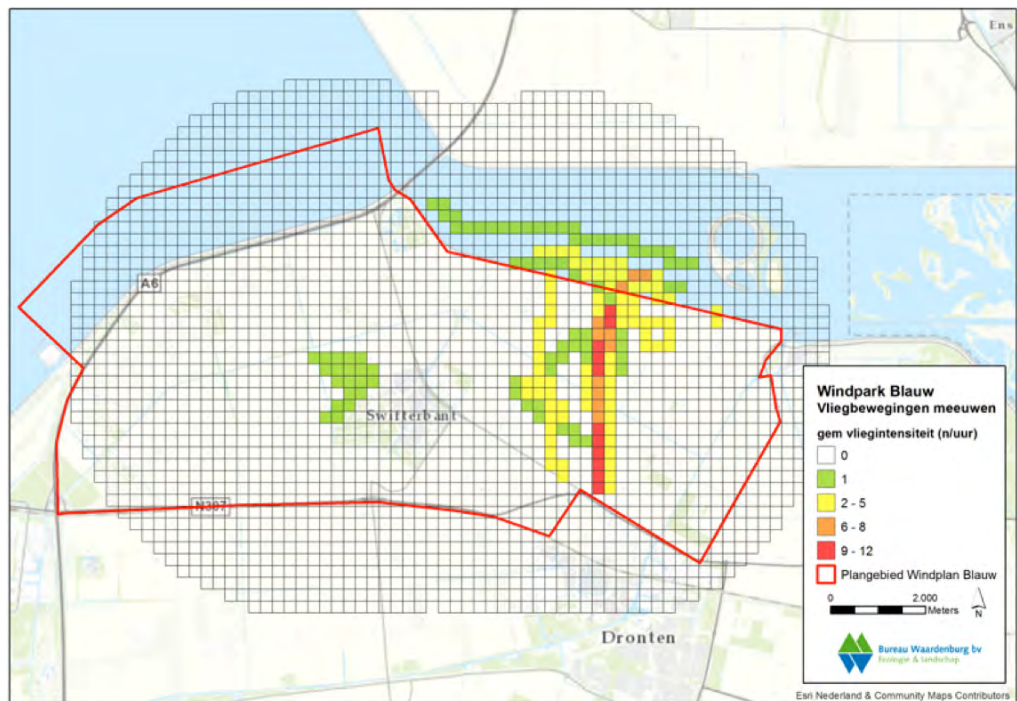 Ens
A6
Swifterbant
N307
Dronten
Windpark Blauw
Vliegbewegingen meeuwen
gem vliegintensiteit (n/uur)
0
1
2 - 5
6 - 8
9 - 12
Plangebied Windplan Blauw
0 2.000
Meters
N
Bureau Waardenburg bv
Ecologie & landschap
Esri Nederland & Community Maps Contributors